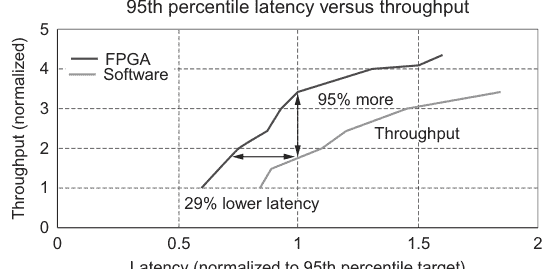 95th percentile latency versus throughput
Throughput (normalized)
5
4
3
2
1
0
FPGA
Software
95% more
Throughput
29% lower latency
0
0.5
1
1.5
2
Latency (normalized to 95th percentile target)